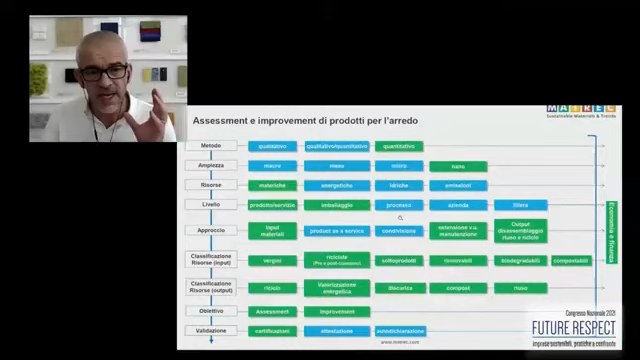 MATREC
Sustainable Materials & Trends
Assessment e improvement di prodotti per l'arredo
Metodo qualitativo qualitativo/quantitativo quantitativo
Ampiezza macro meso micro nano
Risorse materiche energetiche idriche emissioni
Livello prodotto/servizio imballaggio processo azienda filiera
Approccio input materiali product as a service condivisione estensione v.u. manutenzione Output disassemblaggio riuso e riciclo
Classificazione Risorse (input) vergini riciclate (Pre e post-consumo) sottoprodotti rinnovabili biodegradabili compostabili
Classificazione Risorse (output) riciclo Valorizzazione energetica discarica compost riuso
Obiettivo Assessment improvement
Validazione certificazioni attestazione autodichiarazione
Economia e finanza
www.matrec.com
Congresso Nazionale 2021
FUTURE RESPECT
imprese sostenibili, pratiche a confronto